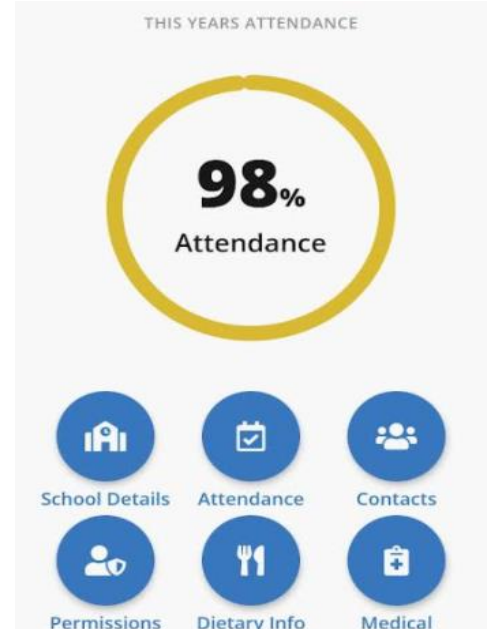 THIS YEARS ATTENDANCE
98%
Attendance
School Details Attendance Contacts
Permissions Dietary Info Medical